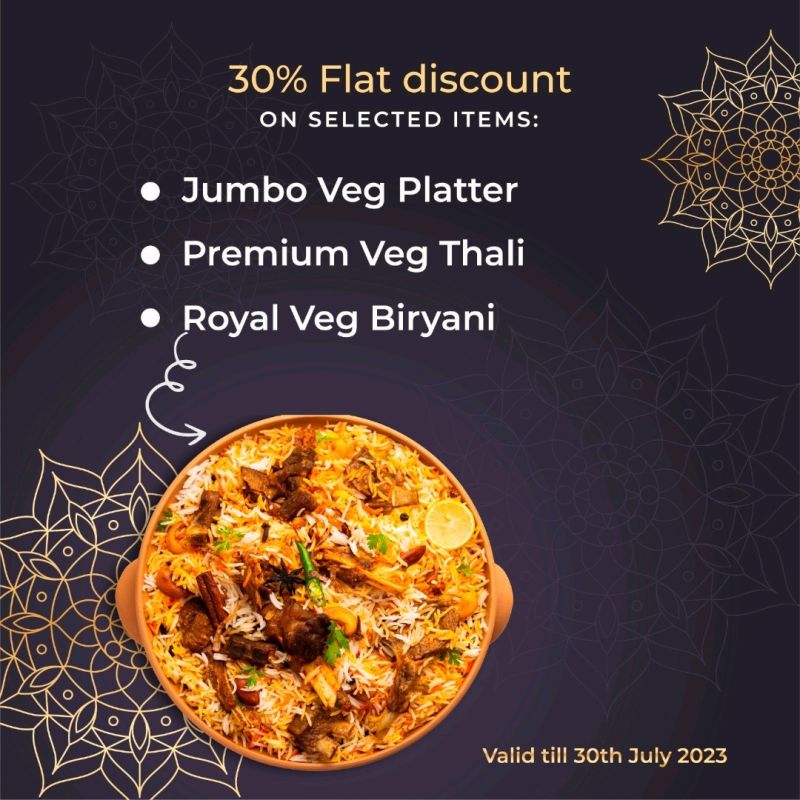 30% Flat discount
ON SELECTED ITEMS:
● Jumbo Veg Platter
● Premium Veg Thali
● Royal Veg Biryani
Valid till 30th July 2023